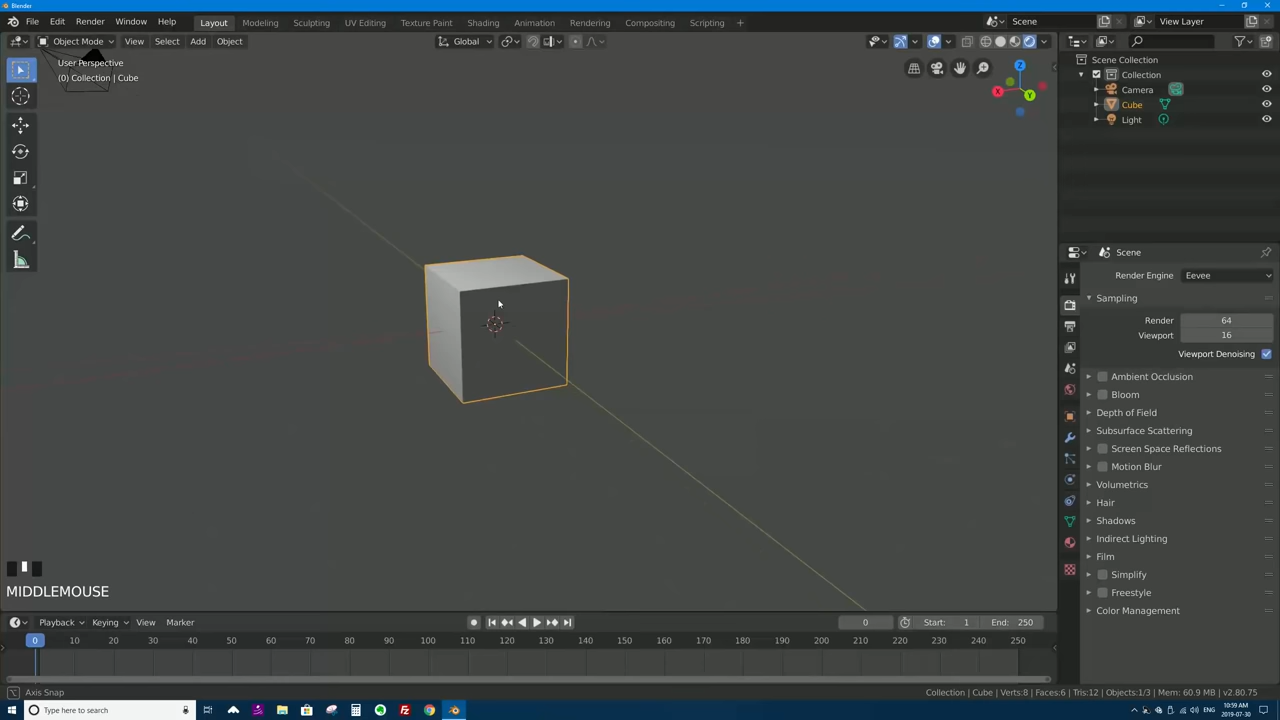 Blender
File Edit Render Window Help Layout Modeling Sculpting UV Editing Texture Paint Shading Animation Rendering Compositing Scripting + Scene View Layer
Object Mode View Select Add Object Global
User Perspective
(0) Collection | Cube
Z
X
Y
Scene Collection
Collection
Camera
Cube
Light
Scene
Render Engine Eevee
Sampling
Render 64
Viewport 16
Viewport Denoising
Ambient Occlusion
Bloom
Depth of Field
Subsurface Scattering
Screen Space Reflections
Motion Blur
Volumetrics
Hair
Shadows
Indirect Lighting
Film
Simplify
Freestyle
Color Management
MIDDLEMOUSE
Playback Keying View Marker 0 Start: 1 End: 250
0 10 20 30 40 50 60 70 80 90 100 110 120 130 140 150 160 170 180 190 200 210 220 230 240 250
Axis Snap Collection | Cube | Verts:8 | Faces:6 | Tris:12 | Objects:1/3 | Mem: 60.9 MB | v2.80.75
Type here to search ENG 10:59 AM
2019-07-30